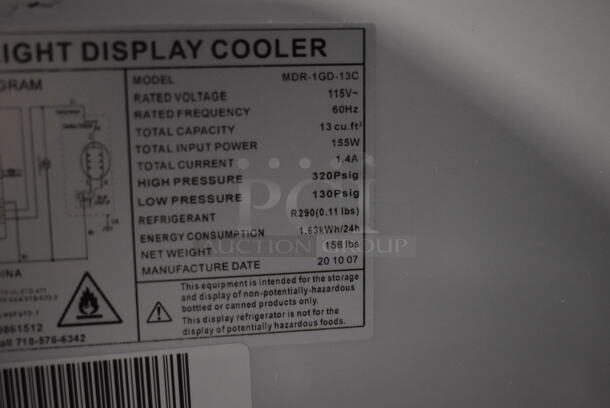 IGHT DISPLAY COOLER
GRAM
MODEL MDR-1GD-13C
RATED VOLTAGE 115V~
RATED FREQUENCY 60Hz
TOTAL CAPACITY 13 cu.ft³
TOTAL INPUT POWER 155W
TOTAL CURRENT 1.4A
HIGH PRESSURE 320Psig
LOW PRESSURE 130Psig
REFRIGERANT R290(0.11 lbs)
ENERGY CONSUMPTION 1.63kWh/24h
NET WEIGHT 158 lbs
MANUFACTURE DATE 20 10 07
PCI
AUCTION GROUP
INA
This equipment is intended for the storage
and display of non-potentially-hazardous
bottled or canned products only.
This display refrigerator is not for the
display of potentially hazardous foods.
9861512
all 718-576-6342